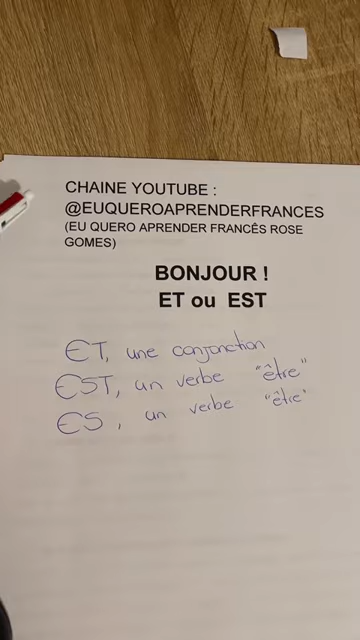 CHAINE YOUTUBE :
@EUQUEROAPRENDERFRANCES
(EU QUERO APRENDER FRANCÊS ROSE
GOMES)
BONJOUR !
ET ou EST
ET, une conjonction
EST, un verbe "être"
ES, un verbe "être"